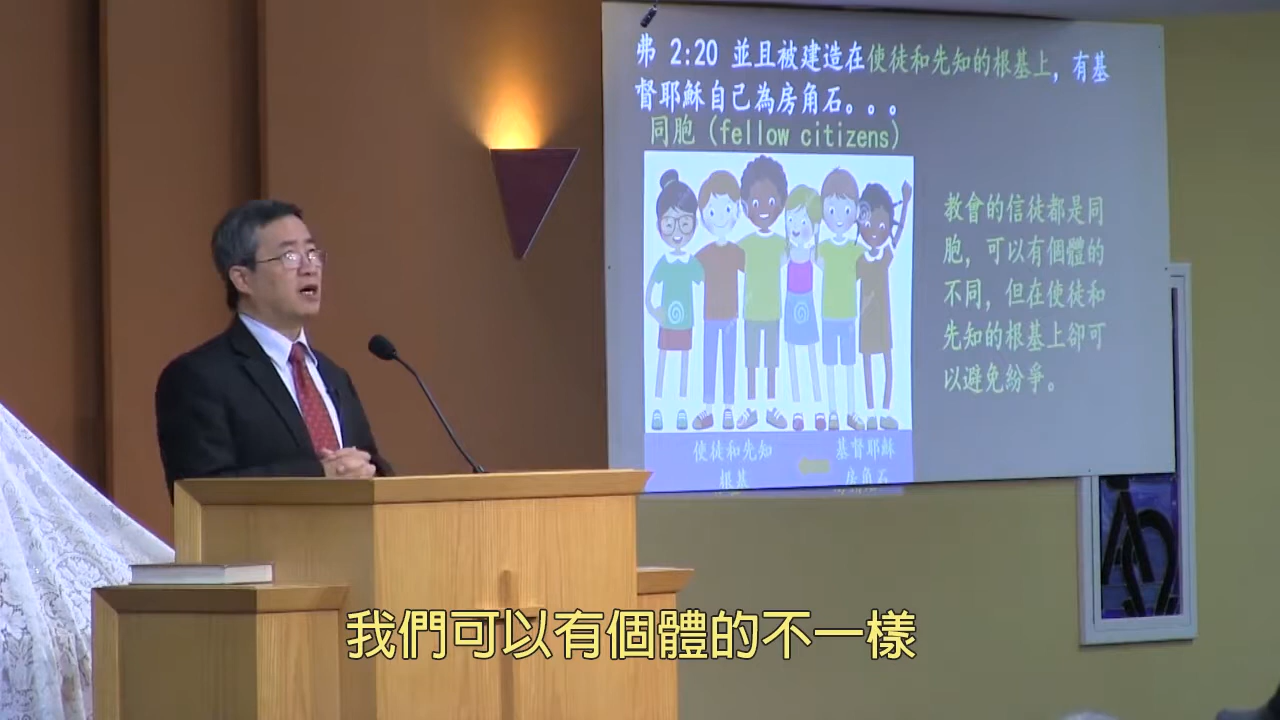 弗 2:20 並且被建造在使徒和先知的根基上，有基
督耶穌自己為房角石。。。
同胞（fellow citizens）
教會的信徒都是同
胞，可以有個體的
不同，但在使徒和
先知的根基上卻可
以避免紛爭。
使徒和先知 基督耶穌
根基 房角石
我們可以有個體的不一樣